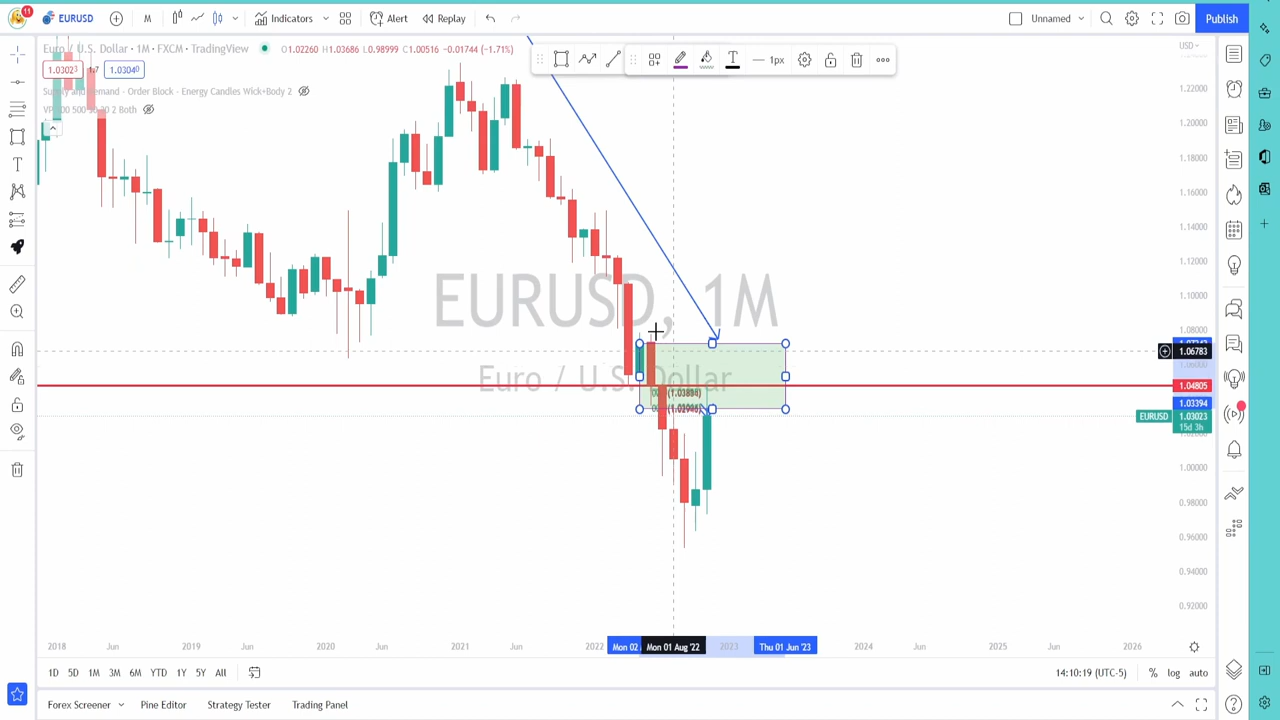 11 EURUSD M Indicators Alert Replay Unnamed Publish
Euro / U.S. Dollar · 1M · FXCM · TradingView O1.02260 H1.03686 L0.98999 C1.00516 −0.01744 (−1.71%)
USD
1.03023 1.7 1.03040
Supply and Demand - Order Block - Energy Candles Wick+Body 2
1px
1.22000
1.20000
1.18000
1.16000
1.14000
1.12000
1.10000
1.08000
1.06783
1.06000
1.04805
1.03394
EURUSD 1.03023
15d 3h
1.00000
0.98000
0.96000
0.94000
0.92000
EURUSD, 1M
Euro / U.S. Dollar
2018 Jun 2019 Jun 2020 Jun 2021 Jun 2022 Mon 02 Mon 01 Aug '22 2023 Thu 01 Jun '23 2024 Jun 2025 Jun 2026
1D 5D 1M 3M 6M YTD 1Y 5Y All 14:10:19 (UTC-5) % log auto
Forex Screener Pine Editor Strategy Tester Trading Panel